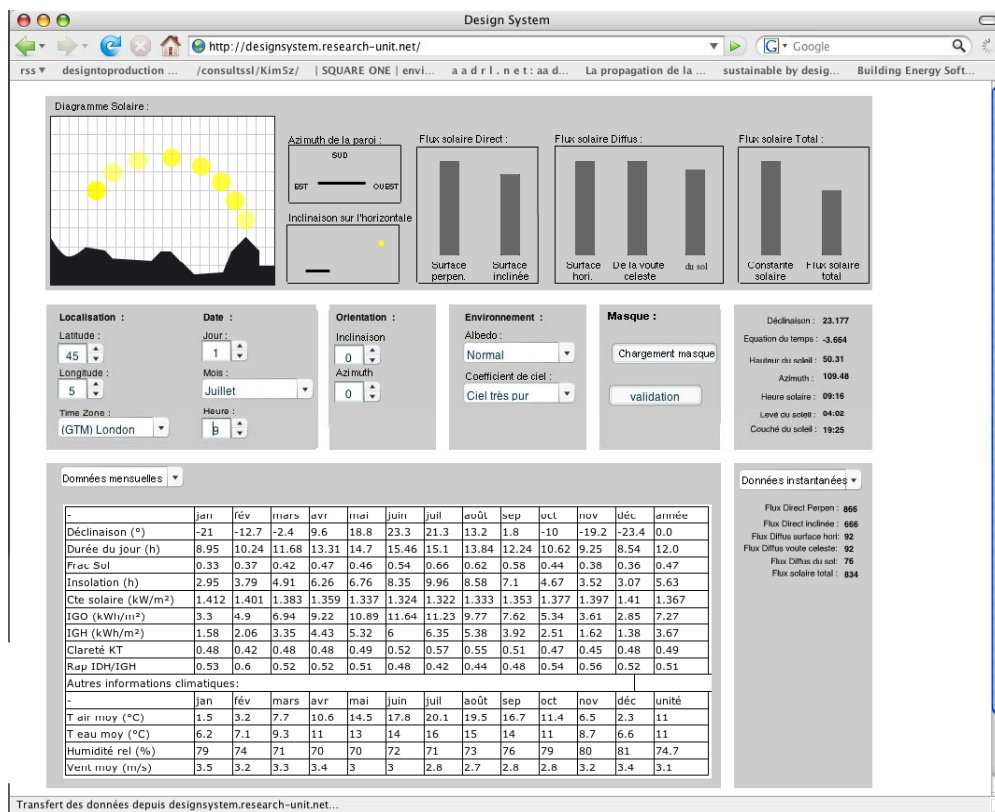 Design System
http://designsystem.research-unit.net/
Google
rss designtoproduction ... /consultssl/Kim5z/ | SQUARE ONE | envi... a a d r l . n e t : aa d... La propagation de la ... sustainable by desig... Building Energy Soft...
Diagramme Solaire :
Azimuth de la paroi :
SUD
EST OUEST
Inclinaison sur l'horizontale
Flux solaire Direct :
Surface perpen.
Surface inclinée
Flux solaire Diffus :
Surface hori.
De la voute celeste
du sol
Flux solaire Total :
Constante solaire
Flux solaire total
Localisation :
Latitude :
45
Longitude :
5
Time Zone :
(GTM) London
Date :
Jour :
1
Mois :
Juillet
Heure :
9
Orientation :
Inclinaison
0
Azimuth
0
Environnement :
Albedo :
Normal
Coefficient de ciel :
Ciel très pur
Masque :
Chargement masque
validation
Déclinaison : 23.177
Equation du temps : -3.664
Hauteur du soleil : 50.31
Azimuth : 109.48
Heure solaire : 09:16
Levé du soleil : 04:02
Couché du soleil : 19:25
Données mensuelles
- jan fév mars avr mai juin juil août sep oct nov déc année
Déclinaison (°) -21 -12.7 -2.4 9.6 18.8 23.3 21.3 13.2 1.8 -10 -19.2 -23.4 0.0
Durée du jour (h) 8.95 10.24 11.68 13.31 14.7 15.46 15.1 13.84 12.24 10.62 9.25 8.54 12.0
Frac Sol 0.33 0.37 0.42 0.47 0.46 0.54 0.66 0.62 0.58 0.44 0.38 0.36 0.47
Insolation (h) 2.95 3.79 4.91 6.26 6.76 8.35 9.96 8.58 7.1 4.67 3.52 3.07 5.63
Cte solaire (kW/m²) 1.412 1.401 1.383 1.359 1.337 1.324 1.322 1.333 1.353 1.377 1.397 1.41 1.367
IGO (kWh/m²) 3.3 4.9 6.94 9.22 10.89 11.64 11.23 9.77 7.62 5.34 3.61 2.85 7.27
IGH (kWh/m²) 1.58 2.06 3.35 4.43 5.32 6 6.35 5.38 3.92 2.51 1.62 1.38 3.67
Clareté KT 0.48 0.42 0.48 0.48 0.49 0.52 0.57 0.55 0.51 0.47 0.45 0.48 0.49
Rap IDH/IGH 0.53 0.6 0.52 0.52 0.51 0.48 0.42 0.44 0.48 0.54 0.56 0.52 0.51
Autres informations climatiques:
- jan fév mars avr mai juin juil août sep oct nov déc unité
T air moy (°C) 1.5 3.2 7.7 10.6 14.5 17.8 20.1 19.5 16.7 11.4 6.5 2.3 11
T eau moy (°C) 6.2 7.1 9.3 11 13 14 16 15 14 11 8.7 6.6 11
Humidité rel (%) 79 74 71 70 70 72 71 73 76 79 80 81 74.7
Vent moy (m/s) 3.5 3.2 3.3 3.4 3 3 2.8 2.7 2.8 2.8 3.2 3.4 3.1
Données instantanées
Flux Direct Perpen : 866
Flux Direct inclinée : 666
Flux Diffus surface hori: 92
Flux Diffus voute celeste: 92
Flux Diffus du sol: 76
Flux solaire total : 834
Transfert des données depuis designsystem.research-unit.net...